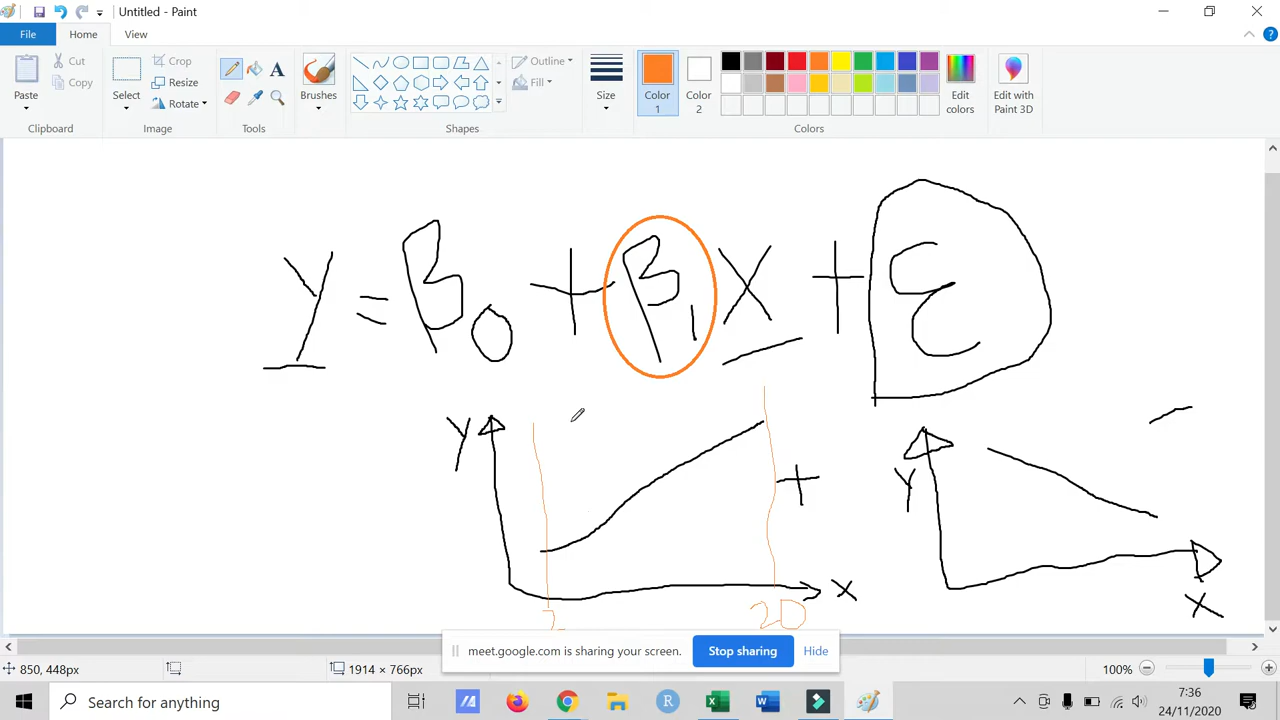 Untitled - Paint
File
Home
View
Paste
Cut
Copy
Clipboard
Select
Crop
Resize
Rotate
Image
Tools
Brushes
Outline
Fill
Shapes
Size
Color 1
Color 2
Edit colors
Edit with Paint 3D
Colors
Y = β0 + β1 X + ε
Y
+
X
Y
X
20
meet.google.com is sharing your screen.
Stop sharing
Hide
850, 448px
1914 × 766px
100%
Search for anything
7:36
24/11/2020